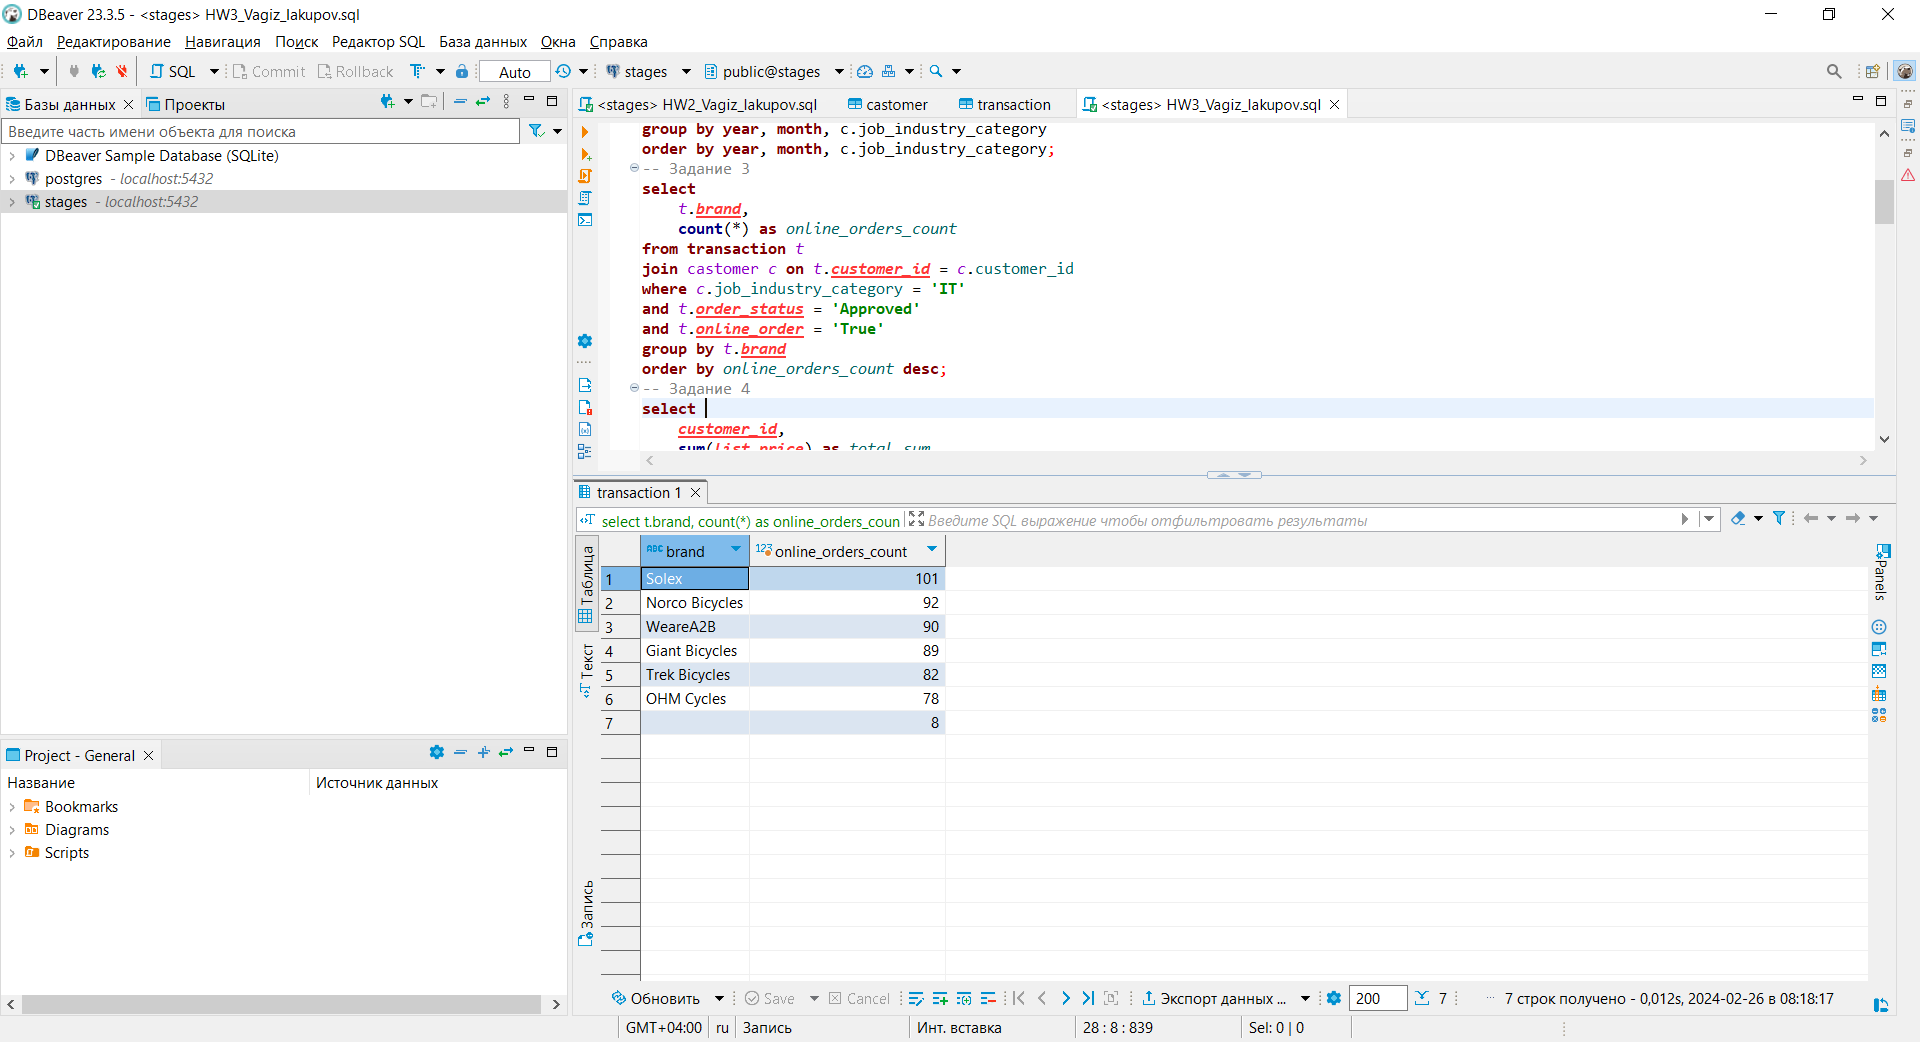 DBeaver 23.3.5 - <stages> HW3_Vagiz_Iakupov.sql
Файл Редактирование Навигация Поиск Редактор SQL База данных Окна Справка
SQL Commit Rollback Auto stages public@stages
Базы данных Проекты
<stages> HW2_Vagiz_Iakupov.sql castomer transaction <stages> HW3_Vagiz_Iakupov.sql
Введите часть имени объекта для поиска
DBeaver Sample Database (SQLite)
postgres - localhost:5432
stages - localhost:5432
group by year, month, c.job_industry_category
order by year, month, c.job_industry_category;
-- Задание 3
select
t.brand,
count(*) as online_orders_count
from transaction t
join castomer c on t.customer_id = c.customer_id
where c.job_industry_category = 'IT'
and t.order_status = 'Approved'
and t.online_order = 'True'
group by t.brand
order by online_orders_count desc;
-- Задание 4
select
customer_id,
sum(list_price) as total_sum
transaction 1
select t.brand, count(*) as online_orders_coun Введите SQL выражение чтобы отфильтровать результаты
Таблица
Текст
Запись
ABC brand 123 online_orders_count
1 Solex 101
2 Norco Bicycles 92
3 WeareA2B 90
4 Giant Bicycles 89
5 Trek Bicycles 82
6 OHM Cycles 78
7 8
Panels
Project - General
Название Источник данных
Bookmarks
Diagrams
Scripts
Обновить Save Cancel Экспорт данных ... 200 7 7 строк получено - 0,012s, 2024-02-26 в 08:18:17
GMT+04:00 ru Запись Инт. вставка 28 : 8 : 839 Sel: 0 | 0